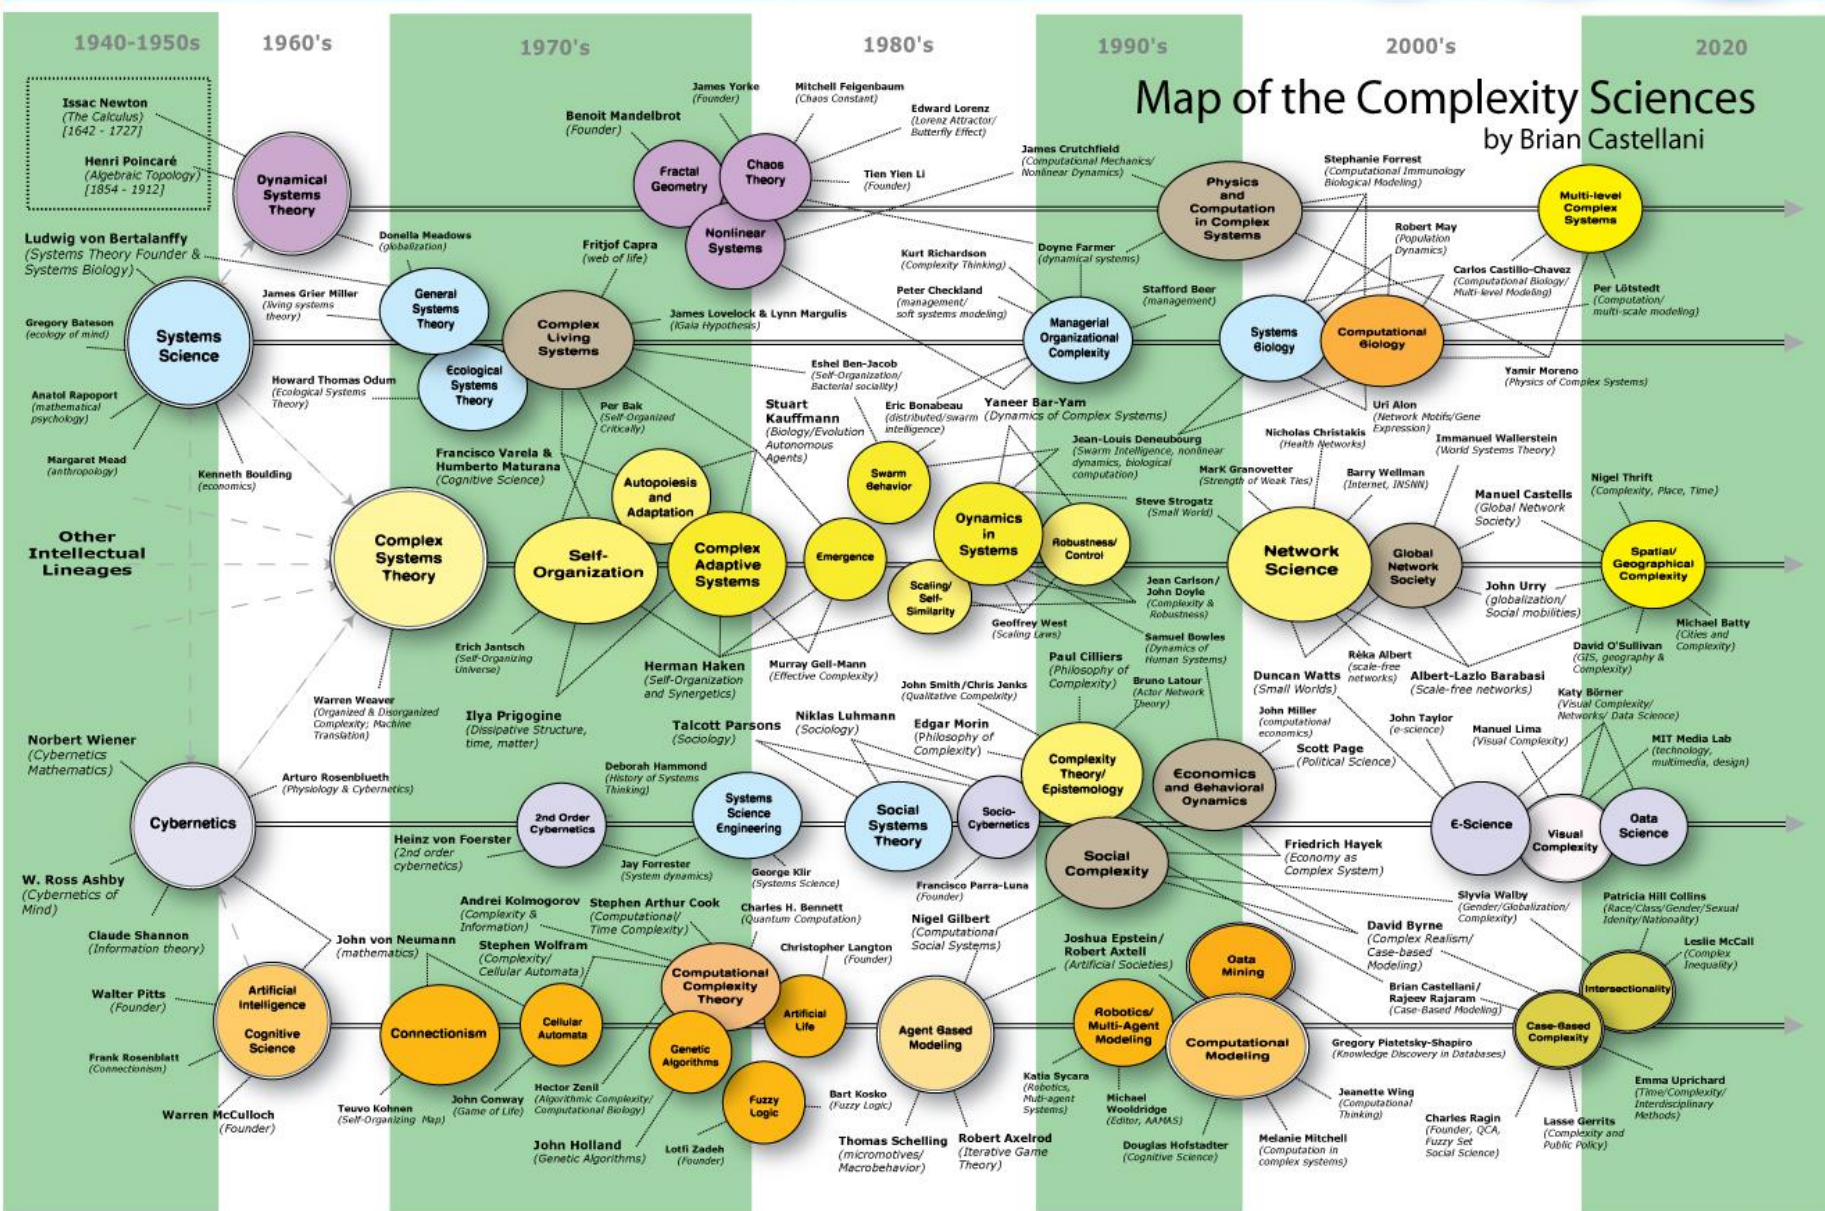 1940-1950s
1960's
1970's
1980's
1990's
2000's
2020
Map of the Complexity Sciences
by Brian Castellani
Issac Newton
(The Calculus)
[1642 - 1727]
Henri Poincaré
(Algebraic Topology)
[1854 - 1912]
Dynamical
Systems
Theory
Benoit Mandelbrot
(Founder)
James Yorke
(Founder)
Mitchell Feigenbaum
(Chaos Constant)
Edward Lorenz
(Lorenz Attractor/
Butterfly Effect)
Tien Yien Li
(Founder)
Fractal
Geometry
Chaos
Theory
Nonlinear
Systems
James Crutchfield
(Computational Mechanics/
Nonlinear Dynamics)
Physics
and
Computation
in Complex
Systems
Stephanie Forrest
(Computational Immunology
Biological Modeling)
Robert May
(Population
Dynamics)
Multi-level
Complex
Systems
Carlos Castillo-Chavez
(Computational Biology/
Multi-level Modeling)
Per Lötstedt
(Computation/
multi-scale modeling)
Ludwig von Bertalanffy
(Systems Theory Founder &
Systems Biology)
Donella Meadows
(globalization)
James Grier Miller
(living systems
theory)
Gregory Bateson
(ecology of mind)
Systems
Science
General
Systems
Theory
Ecological
Systems
Theory
Complex
Living
Systems
Fritjof Capra
(web of life)
James Lovelock & Lynn Margulis
(IGaia Hypothesis)
Kurt Richardson
(Complexity Thinking)
Peter Checkland
(management/
soft systems modeling)
Doyne Farmer
(dynamical systems)
Stafford Beer
(management)
Managerial
Organizational
Complexity
Systems
Biology
Computational
Biology
Yamir Moreno
(Physics of Complex Systems)
Uri Alon
(Network Motifs/Gene
Expression)
Anatol Rapoport
(mathematical
psychology)
Margaret Mead
(anthropology)
Kenneth Boulding
(economics)
Howard Thomas Odum
(Ecological Systems
Theory)
Per Bak
(Self-Organized
Critically)
Eshel Ben-Jacob
(Self-Organization/
Bacterial sociality)
Stuart
Kauffmann
(Biology/Evolution
Autonomous
Agents)
Eric Bonabeau
(distributed/swarm
intelligence)
Yaneer Bar-Yam
(Dynamics of Complex Systems)
Jean-Louis Deneubourg
(Swarm Intelligence, nonlinear
dynamics, biological
computation)
Steve Strogatz
(Small World)
Francisco Varela &
Humberto Maturana
(Cognitive Science)
Other
Intellectual
Lineages
Complex
Systems
Theory
Self-
Organization
Autopoiesis
and
Adaptation
Complex
Adaptive
Systems
Emergence
Swarm
Behavior
Scaling/
Self-
Similarity
Dynamics
in
Systems
Robustness/
Control
Nicholas Christakis
(Health Networks)
MarK Granovetter
(Strength of Weak Ties)
Barry Wellman
(Internet, INSNN)
Immanuel Wallerstein
(World Systems Theory)
Manuel Castells
(Global Network
Society)
Nigel Thrift
(Complexity, Place, Time)
Network
Science
Global
Network
Society
Spatial/
Geographical
Complexity
John Urry
(globalization/
Social mobilities)
Michael Batty
(Cities and
Complexity)
David O'Sullivan
(GIS, geography &
Complexity)
Jean Carlson/
John Doyle
(Complexity &
Robustness)
Geoffrey West
(Scaling Laws)
Samuel Bowles
(Dynamics of
Human Systems)
Erich Jantsch
(Self-Organizing
Universe)
Herman Haken
(Self-Organization
and Synergetics)
Murray Gell-Mann
(Effective Complexity)
Warren Weaver
(Organized & Disorganized
Complexity; Machine
Translation)
Ilya Prigogine
(Dissipative Structure,
time, matter)
Réka Albert
(scale-free
networks)
Duncan Watts
(Small Worlds)
Albert-Lazlo Barabasi
(Scale-free networks)
Katy Börner
(Visual Complexity/
Networks/ Data Science)
John Smith/Chris Jenks
(Qualitative Compelxity)
Paul Cilliers
(Philosophy of
Complexity)
Bruno Latour
(Actor Network
Theory)
John Miller
(computational
economics)
Scott Page
(Political Science)
John Taylor
(e-science)
Manuel Lima
(Visual Complexity)
MIT Media Lab
(technology,
multimedia, design)
Norbert Wiener
(Cybernetics
Mathematics)
Arturo Rosenblueth
(Physiology & Cybernetics)
Cybernetics
Talcott Parsons
(Sociology)
Niklas Luhmann
(Sociology)
Edgar Morin
(Philosophy of
Complexity)
Deborah Hammond
(History of Systems
Thinking)
2nd Order
Cybernetics
Systems
Science
Engineering
Social
Systems
Theory
Socio-
Cybernetics
Complexity
Theory/
Epistemology
Economics
and Behavioral
Dynamics
Social
Complexity
E-Science
Visual
Complexity
Data
Science
Heinz von Foerster
(2nd order
cybernetics)
Jay Forrester
(System dynamics)
George Klir
(Systems Science)
Francisco Parra-Luna
(Founder)
Friedrich Hayek
(Economy as
Complex System)
W. Ross Ashby
(Cybernetics of
Mind)
Claude Shannon
(Information theory)
John von Neumann
(mathematics)
Andrei Kolmogorov
(Complexity &
Information)
Stephen Arthur Cook
(Computational/
Time Complexity)
Charles H. Bennett
(Quantum Computation)
Stephen Wolfram
(Complexity/
Cellular Automata)
Christopher Langton
(Founder)
Nigel Gilbert
(Computational
Social Systems)
Joshua Epstein/
Robert Axtell
(Artificial Societies)
David Byrne
(Complex Realism/
Case-based
Modeling)
Slyvia Walby
(Gender/Globalization/
Complexity)
Patricia Hill Collins
(Race/Class/Gender/Sexual
Idenity/Nationality)
Leslie McCall
(Complex
Inequality)
Brian Castellani/
Rajeev Rajaram
(Case-Based Modeling)
Walter Pitts
(Founder)
Frank Rosenblatt
(Connectionism)
Warren McCulloch
(Founder)
Artificial
Intelligence
Cognitive
Science
Connectionism
Cellular
Automata
Computational
Complexity
Theory
Genetic
Algorithms
Artificial
Life
Fuzzy
Logic
Agent Based
Modeling
Robotics/
Multi-Agent
Modeling
Data
Mining
Computational
Modeling
Case-Based
Complexity
Intersectionality
Gregory Piatetsky-Shapiro
(Knowledge Discovery in Databases)
Teuvo Kohnen
(Self-Organizing Map)
John Conway
(Game of Life)
Hector Zenil
(Algorithmic Complexity/
Computational Biology)
John Holland
(Genetic Algorithms)
Lotfi Zadeh
(Founder)
Bart Kosko
(Fuzzy Logic)
Thomas Schelling
(micromotives/
Macrobehavior)
Robert Axelrod
(Iterative Game
Theory)
Katia Sycara
(Robotics,
Muti-agent
Systems)
Michael
Wooldridge
(Editor, AAMAS)
Douglas Hofstadter
(Cognitive Science)
Melanie Mitchell
(Computation in
complex systems)
Jeanette Wing
(Computational
Thinking)
Charles Ragin
(Founder, QCA,
Fuzzy Set
Social Science)
Lasse Gerrits
(Complexity and
Public Policy)
Emma Uprichard
(Time/Complexity/
Interdisciplinary
Methods)